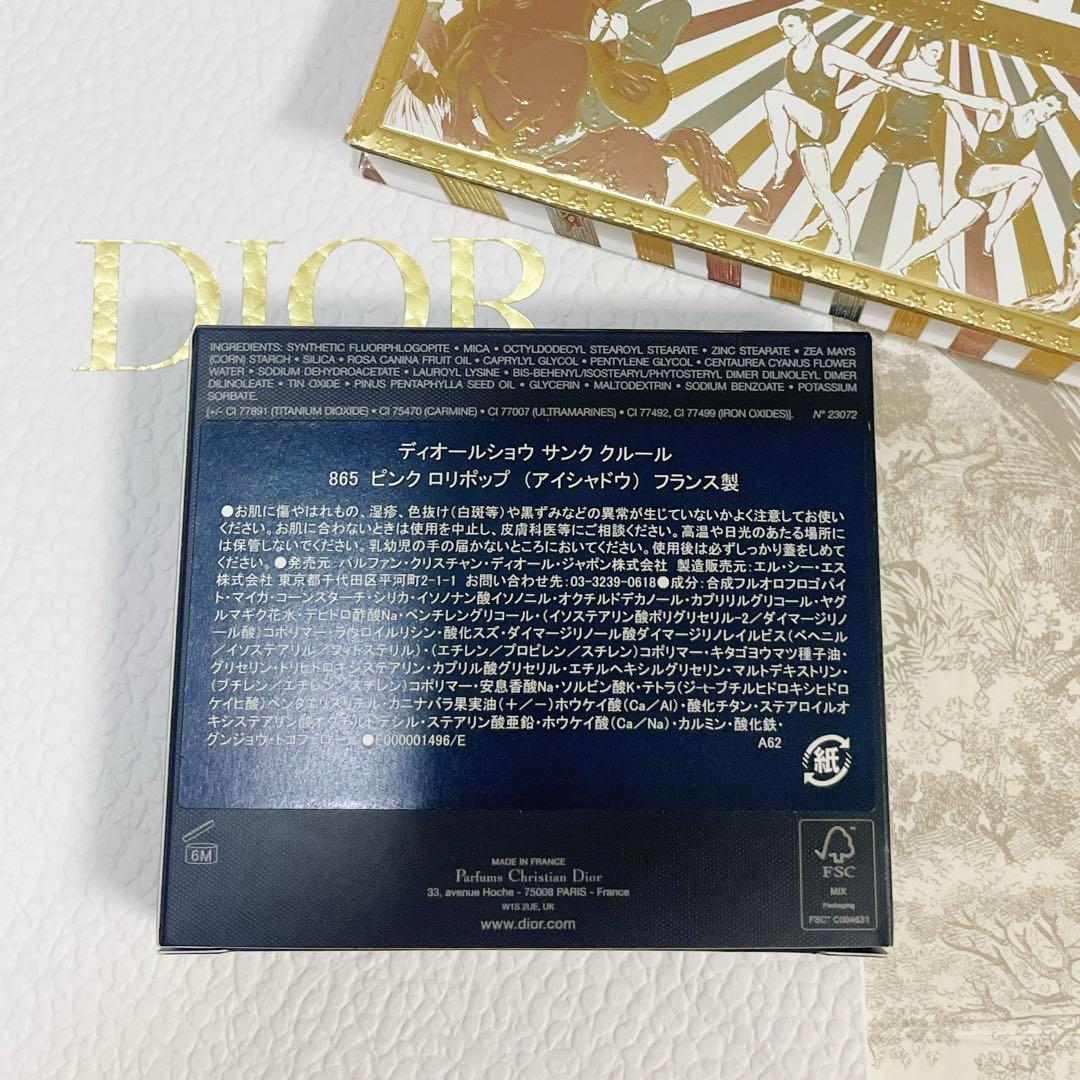 DIOR
INGREDIENTS: SYNTHETIC FLUORPHLOGOPITE • MICA • OCTYLDODECYL STEAROYL STEARATE • ZINC STEARATE • ZEA MAYS
(CORN) STARCH • SILICA • ROSA CANINA FRUIT OIL • CAPRYLYL GLYCOL • PENTYLENE GLYCOL • CENTAUREA CYANUS FLOWER
WATER • SODIUM DEHYDROACETATE • LAUROYL LYSINE • BIS-BEHENYL/ISOSTEARYL/PHYTOSTERYL DIMER DILINOLEYL DIMER
DILINOLEATE • TIN OXIDE • PINUS PENTAPHYLLA SEED OIL • GLYCERIN • MALTODEXTRIN • SODIUM BENZOATE • POTASSIUM
SORBATE.
[+/- CI 77891 (TITANIUM DIOXIDE) • CI 75470 (CARMINE) • CI 77007 (ULTRAMARINES) • CI 77492, CI 77499 (IRON OXIDES)]. N° 23072
ディオールショウ サンク クルール
865 ピンク ロリポップ （アイシャドウ） フランス製
●お肌に傷やはれもの、湿疹、色抜け(白斑等)や黒ずみなどの異常が生じていないかよく注意してお使い
ください。お肌に合わないときは使用を中止し、皮膚科医等にご相談ください。高温や日光のあたる場所に
は保管しないでください。乳幼児の手の届かないところにおいてください。使用後は必ずしっかり蓋をしめて
ください。●発売元:パルファン・クリスチャン・ディオール・ジャポン株式会社 製造販売元:エル・シー・エス
株式会社 東京都千代田区平河町2-1-1 お問い合わせ先:03-3239-0618●成分:合成フルオロフロゴパイ
ト・マイカ・コーンスターチ・シリカ・イソノナン酸イソノニル・オクチルドデカノール・カプリリルグリコール・ヤグ
ルマギク花水・デヒドロ酢酸Na・ペンチレングリコール・(イソステアリン酸ポリグリセリル-2/ダイマージリノ
ール酸)コポリマー・ラウロイルリシン・酸化スズ・ダイマージリノール酸ダイマージリノレイルビス(ベヘニル
/イソステアリル/フィトステリル)・(エチレン/プロピレン/スチレン)コポリマー・キタゴヨウマツ種子油・
グリセリン・トリヒドロキシステアリン・カプリル酸グリセリル・エチルヘキシルグリセリン・マルトデキストリン・
(ブチレン/エチレン/スチレン)コポリマー・安息香酸Na・ソルビン酸K・テトラ(ジ-t-ブチルヒドロキシヒドロ
ケイヒ酸)ペンタエリスリチル・カニナバラ果実油(+/-)ホウケイ酸(Ca/Al)・酸化チタン・ステアロイルオ
キシステアリン酸オクチルドデシル・ステアリン酸亜鉛・ホウケイ酸(Ca/Na)・カルミン・酸化鉄・
グンジョウ・トコフェロール ●F000001496/E A62
紙
6M
MADE IN FRANCE
Parfums Christian Dior
33, avenue Hoche - 75008 PARIS - France
W1S 2UE, UK
www.dior.com
FSC
MIX
Packaging
FSC™ C004631